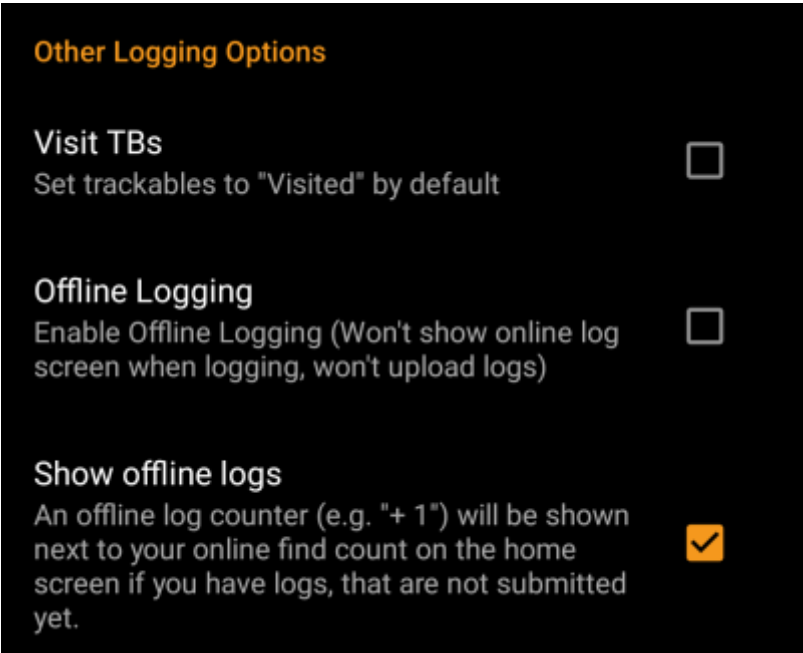 Other Logging Options
Visit TBs
Set trackables to "Visited" by default
Offline Logging
Enable Offline Logging (Won't show online log
screen when logging, won't upload logs)
Show offline logs
An offline log counter (e.g. "+ 1") will be shown
next to your online find count on the home
screen if you have logs, that are not submitted
yet.